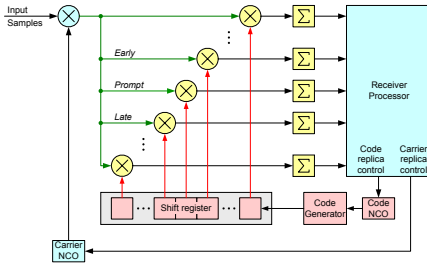 Input
Samples
Early
Prompt
Late
Σ
Σ
Σ
Σ
Σ
Receiver
Processor
Code
replica
control
Carrier
replica
control
Shift register
Code
Generator
Code
NCO
Carrier
NCO